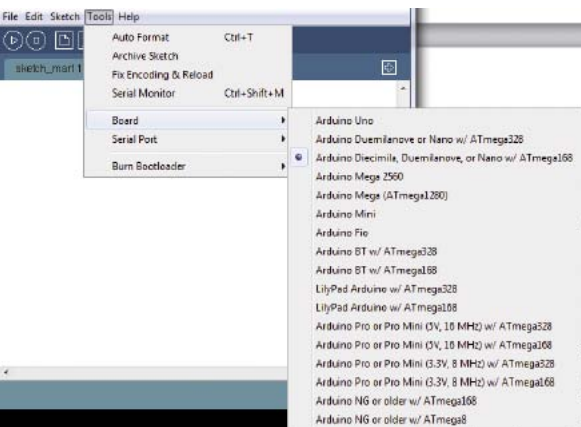 File Edit Sketch Tools Help
Auto Format Ctrl+T
Archive Sketch
Fix Encoding & Reload
Serial Monitor Ctrl+Shift+M
Board
Serial Port
Burn Bootloader
sketch_mar11
Arduino Uno
Arduino Duemilanove or Nano w/ ATmega328
Arduino Diecimila, Duemilanove, or Nano w/ ATmega168
Arduino Mega 2560
Arduino Mega (ATmega1280)
Arduino Mini
Arduino Fio
Arduino BT w/ ATmega328
Arduino BT w/ ATmega168
LilyPad Arduino w/ ATmega328
LilyPad Arduino w/ ATmega168
Arduino Pro or Pro Mini (5V, 16 MHz) w/ ATmega328
Arduino Pro or Pro Mini (5V, 16 MHz) w/ ATmega168
Arduino Pro or Pro Mini (3.3V, 8 MHz) w/ ATmega328
Arduino Pro or Pro Mini (3.3V, 8 MHz) w/ ATmega168
Arduino NG or older w/ ATmega168
Arduino NG or older w/ ATmega8